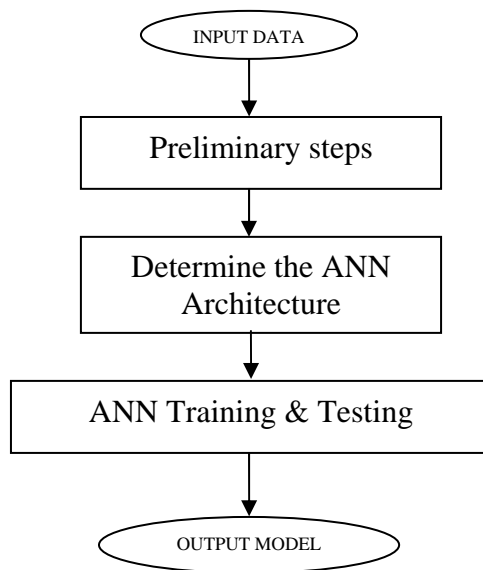 INPUT DATA
Preliminary steps
Determine the ANN
Architecture
ANN Training & Testing
OUTPUT MODEL